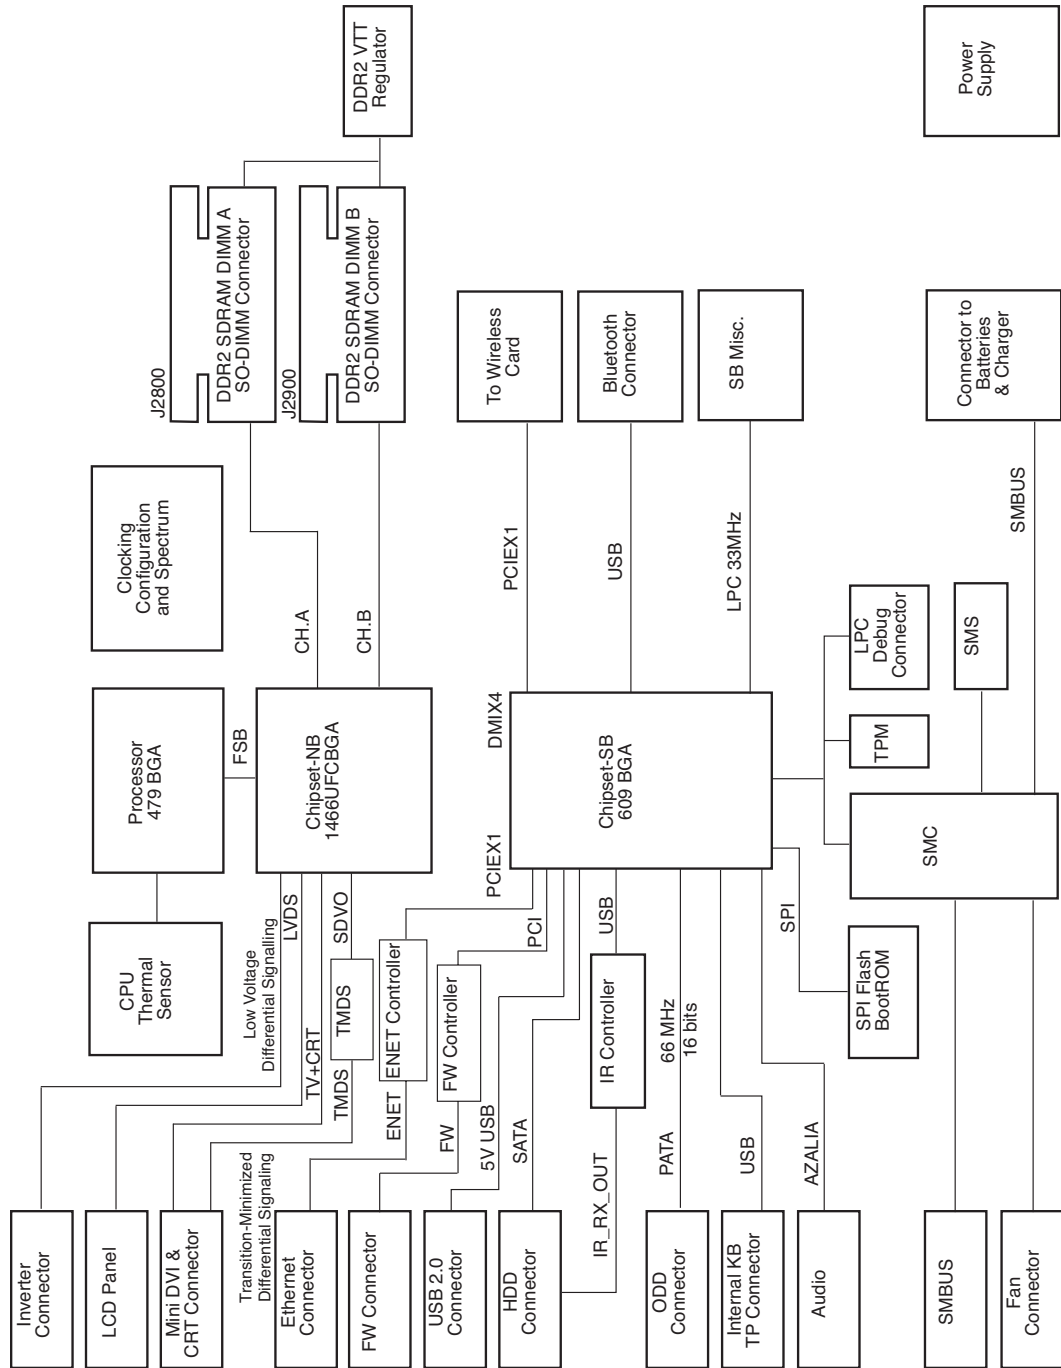 Inverter
Connector
LCD Panel
Mini DVI &
CRT Connector
Transition-Minimized
Differential Signaling
Ethernet
Connector
FW Connector
USB 2.0
Connector
HDD
Connector
ODD
Connector
Internal KB
TP Connector
Audio
SMBUS
Fan
Connector
CPU
Thermal
Sensor
Low Voltage
Differential Signalling
LVDS
TV+CRT
SDVO
TMDS
TMDS
ENET
ENET Controller
PCIEX1
FW
FW Controller
PCI
5V USB
SATA
IR_RX_OUT
IR Controller
USB
PATA
66 MHz
16 bits
USB
AZALIA
SPI
SPI Flash
BootROM
Processor
479 BGA
FSB
Chipset-NB
1466UFCBGA
DMIX4
Chipset-SB
609 BGA
SMC
TPM
LPC
Debug
Connector
SMS
Clocking
Configuration
and Spectrum
CH.A
CH.B
PCIEX1
USB
LPC 33MHz
SMBUS
J2800
DDR2 SDRAM DIMM A
SO-DIMM Connector
J2900
DDR2 SDRAM DIMM B
SO-DIMM Connector
To Wireless
Card
Bluetooth
Connector
SB Misc.
Connector to
Batteries
& Charger
DDR2 VTT
Regulator
Power
Supply